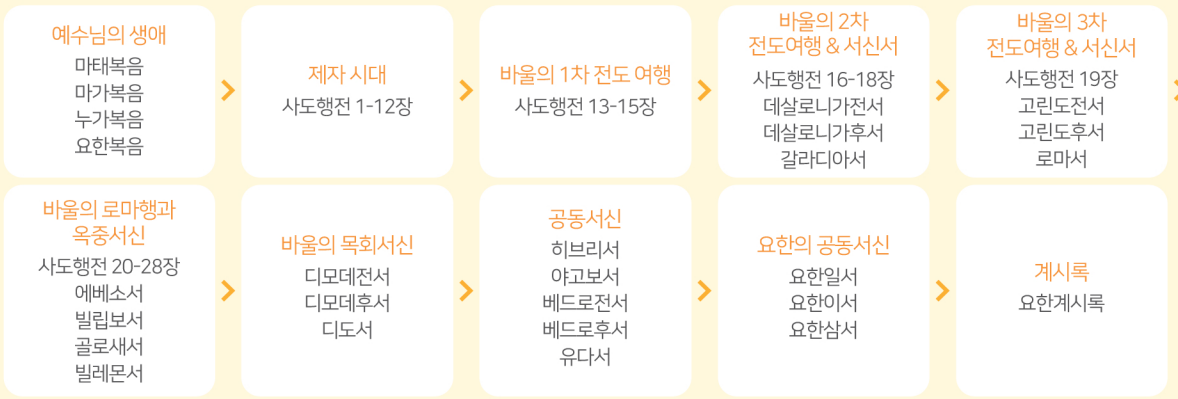 예수님의 생애
마태복음
마가복음
누가복음
요한복음
제자 시대
사도행전 1-12장
바울의 1차 전도 여행
사도행전 13-15장
바울의 2차
전도여행 & 서신서
사도행전 16-18장
데살로니가전서
데살로니가후서
갈라디아서
바울의 3차
전도여행 & 서신서
사도행전 19장
고린도전서
고린도후서
로마서
바울의 로마행과
옥중서신
사도행전 20-28장
에베소서
빌립보서
골로새서
빌레몬서
바울의 목회서신
디모데전서
디모데후서
디도서
공동서신
히브리서
야고보서
베드로전서
베드로후서
유다서
요한의 공동서신
요한일서
요한이서
요한삼서
계시록
요한계시록